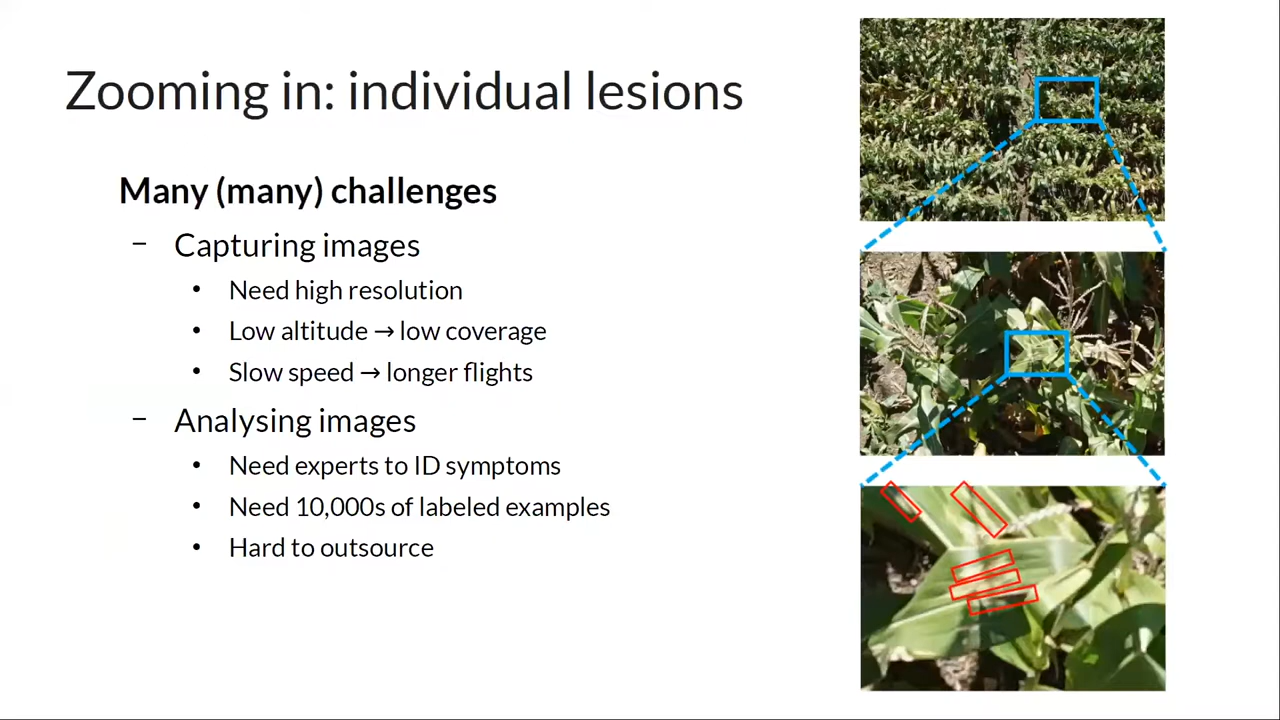 Zooming in: individual lesions
Many (many) challenges
– Capturing images
• Need high resolution
• Low altitude → low coverage
• Slow speed → longer flights
– Analysing images
• Need experts to ID symptoms
• Need 10,000s of labeled examples
• Hard to outsource